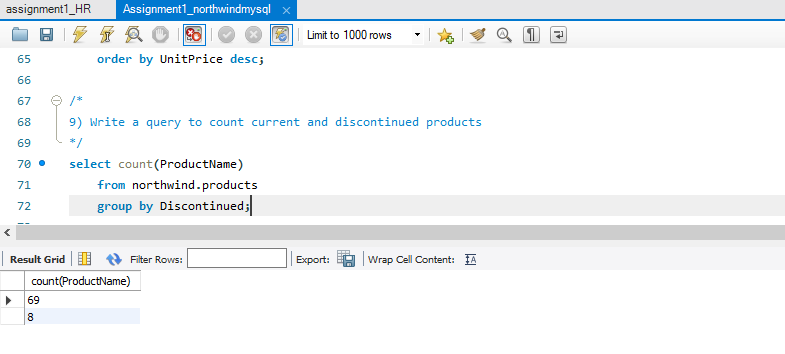 assignment1_HR Assignment1_northwindmysql ×
Limit to 1000 rows
65 order by UnitPrice desc;
66
67 /*
68 9) Write a query to count current and discontinued products
69 */
70 select count(ProductName)
71 from northwind.products
72 group by Discontinued;
Result Grid Filter Rows: Export: Wrap Cell Content: IA
count(ProductName)
69
8